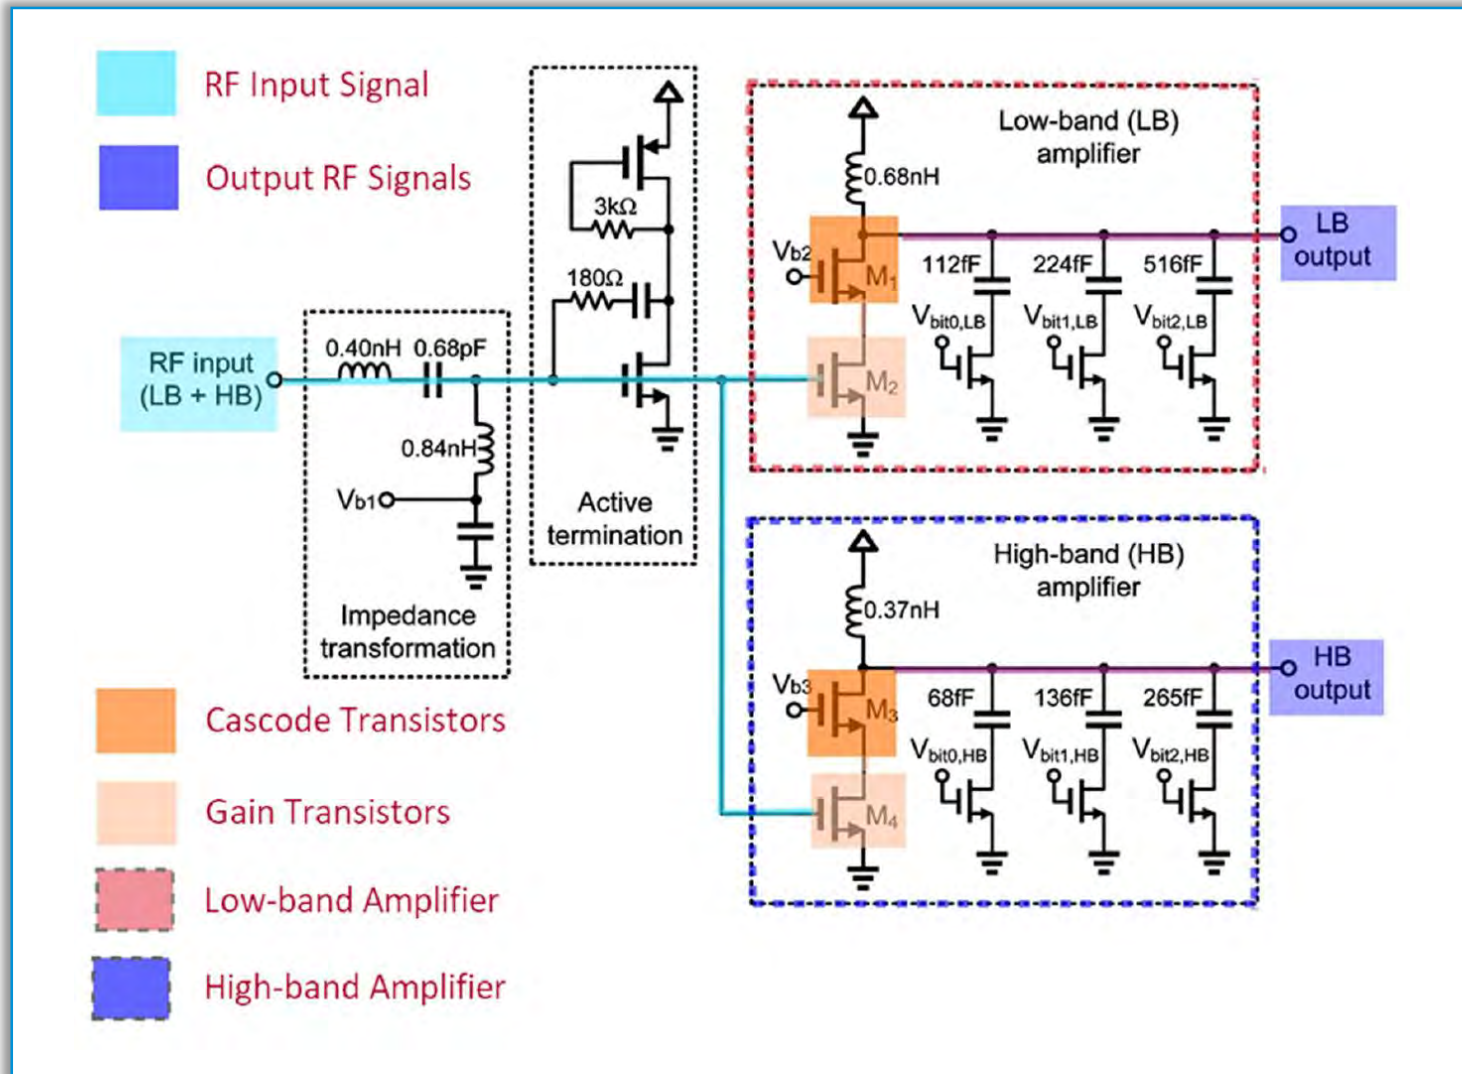 RF Input Signal
Output RF Signals
3kΩ
180Ω
RF input
(LB + HB)
0.40nH
0.68pF
0.84nH
Vb1
Impedance
transformation
Active
termination
Low-band (LB)
amplifier
0.68nH
Vb2
M1
M2
112fF
224fF
516fF
Vbit0,LB
Vbit1,LB
Vbit2,LB
LB
output
High-band (HB)
amplifier
0.37nH
Vb3
M3
M4
68fF
136fF
265fF
Vbit0,HB
Vbit1,HB
Vbit2,HB
HB
output
Cascode Transistors
Gain Transistors
Low-band Amplifier
High-band Amplifier